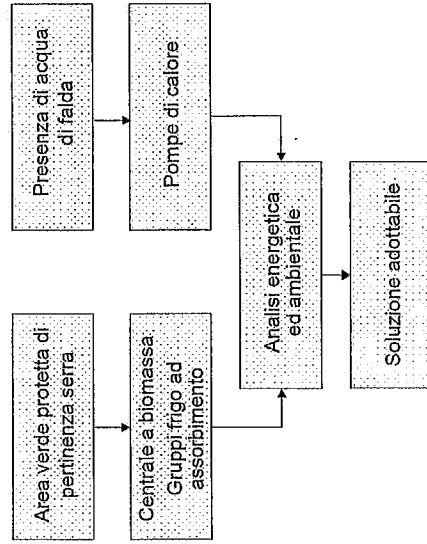 Area verde protetta di
pertinenza serra
Presenza di acqua
di falda
Centrale a biomassa:
Gruppi frigo ad
assorbimento
Pompe di calore
Analisi energetica
ed ambientale
Soluzione adottabile